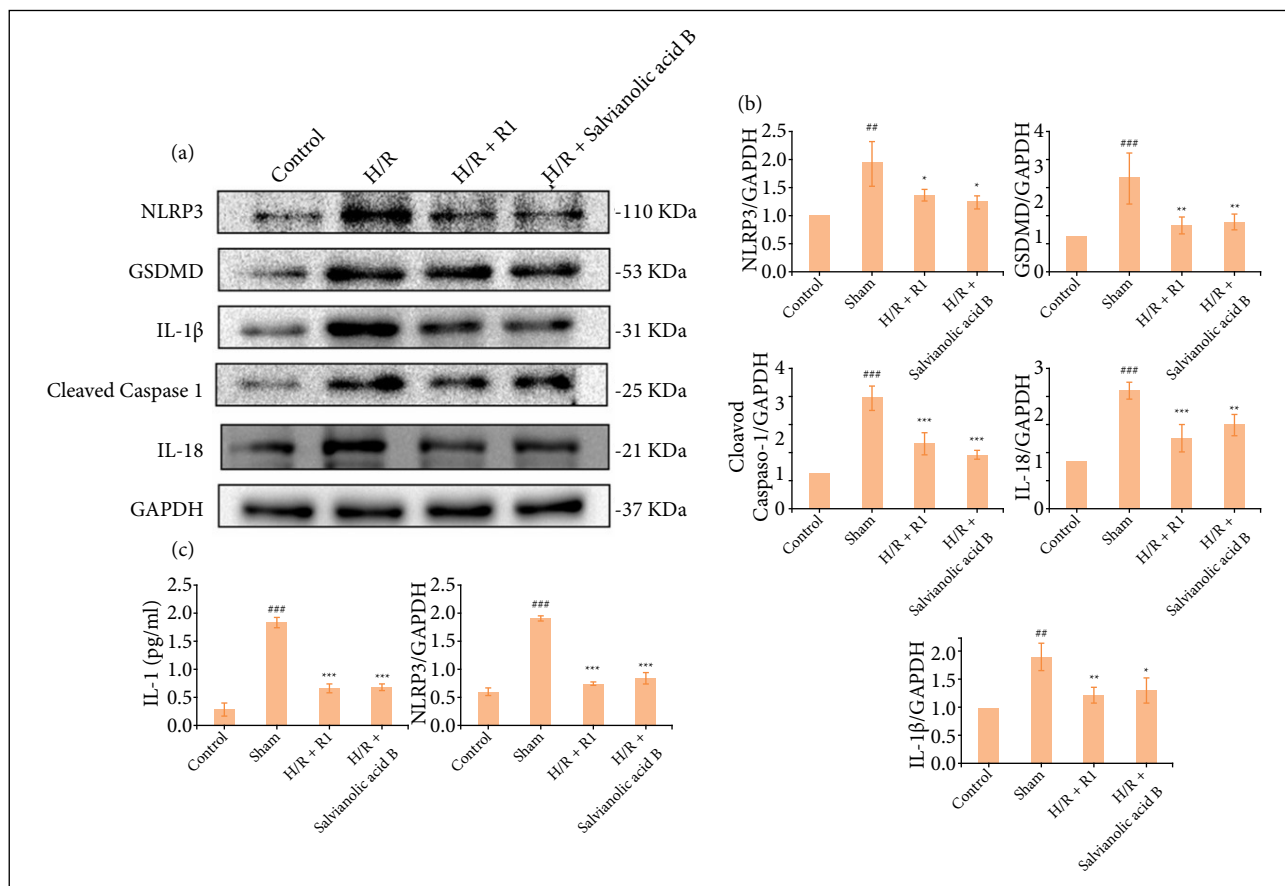 (a)
Control
H/R
H/R + R1
H/R + Salvianolic acid B
NLRP3
-110 KDa
GSDMD
-53 KDa
IL-1β
-31 KDa
Cleaved Caspase 1
-25 KDa
IL-18
-21 KDa
GAPDH
-37 KDa
(b)
NLRP3/GAPDH
2.5
2.0
1.5
1.0
0.5
0.0
##
*
*
Control
Sham
H/R + R1
H/R +
Salvianolic acid B
GSDMD/GAPDH
4
3
2
2
1
0
###
**
**
Control
Sham
H/R + R1
H/R +
Salvianolic acid B
Cloavod
Caspaso-1/GAPDH
4
3
2
2
1
0
###
***
***
Control
Sham
H/R + R1
H/R +
Salvianolic acid B
IL-18/GAPDH
3
2
2
1
1
0
###
***
**
Control
Sham
H/R + R1
H/R +
Salvianolic acid B
IL-1β/GAPDH
2.0
1.5
1.0
0.0
##
**
*
Control
Sham
H/R + R1
H/R +
Salvianolic acid B
(c)
IL-1 (pg/ml)
2.5
2.0
1.5
1.0
0.5
0.0
###
***
***
Control
Sham
H/R + R1
H/R +
Salvianolic acid B
NLRP3/GAPDH
2.5
2.0
1.5
1.0
0.5
0.0
###
***
***
Control
Sham
H/R + R1
H/R +
Salvianolic acid B